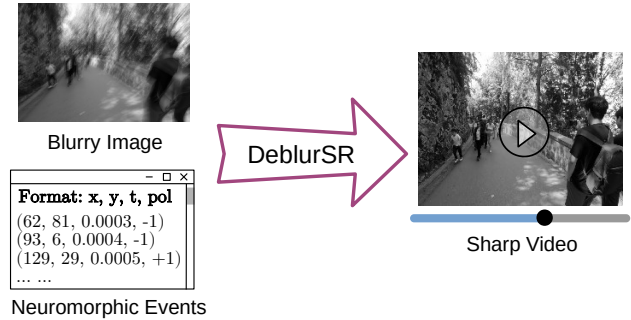 Blurry Image
Format: x, y, t, pol
(62, 81, 0.0003, -1)
(93, 6, 0.0004, -1)
(129, 29, 0.0005, +1)
... ...
Neuromorphic Events
DeblurSR
Sharp Video